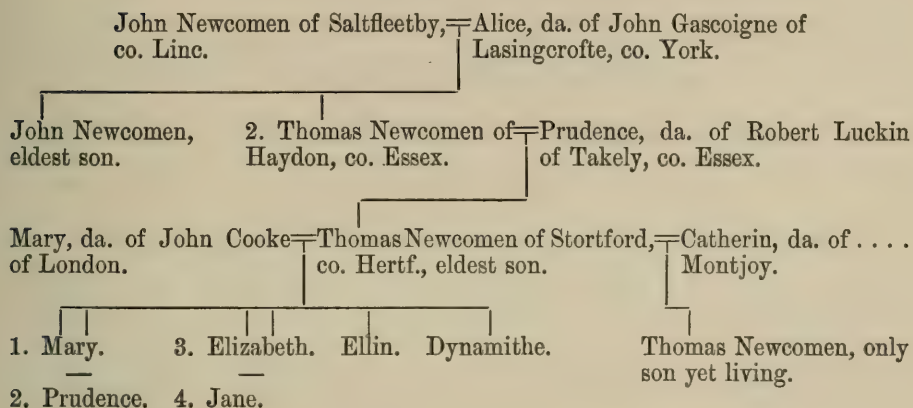 John Newcomen of Saltfleetby, Alice, da. of John Gascoigne of
co. Linc. Lasingcrofte, co. York.
John Newcomen, 2. Thomas Newcomen of Prudence, da. of Robert Luckin
eldest son. Haydon, co. Essex. of Takely, co. Essex.
Mary, da. of John Cooke Thomas Newcomen of Stortford, Catherin, da. of ....
of London. co. Hertf., eldest son. Montjoy.
1. Mary. 3. Elizabeth. Ellin. Dynamithe. Thomas Newcomen, only
son yet living.
2. Prudence. 4. Jane.